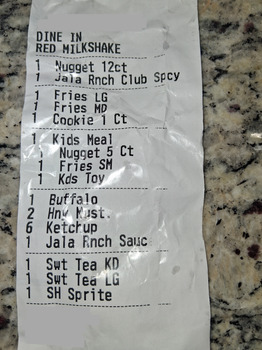 DINE IN
RED MILKSHAKE
1 Nugget 12ct
1 Jala Rnch Club Spcy
1 Fries LG
1 Fries MD
1 Cookie 1 Ct
1 Kids Meal
1 Nugget 5 Ct
1 Fries SM
1 Kds Toy
1 Buffalo
2 Hny Must.
6 Ketchup
1 Jala Rnch Sauc
1 Swt Tea KD
1 Swt Tea LG
1 SH Sprite